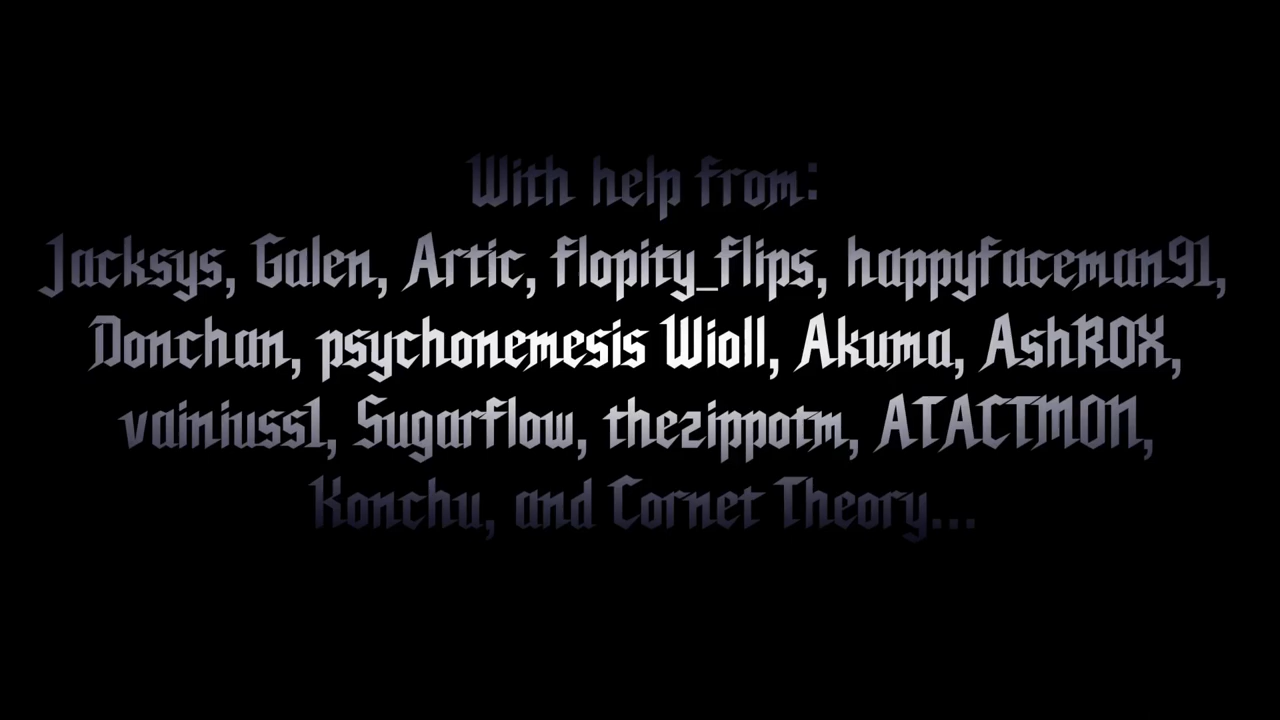 With help from:
Jacksys, Galen, Artic, flopity_flips, happyfaceman91,
Donchan, psychonemesis Wioll, Akuma, AshROX,
vainiuss1, Sugarflow, thezippotm, ATACTMON,
Konchu, and Cornet Theory...